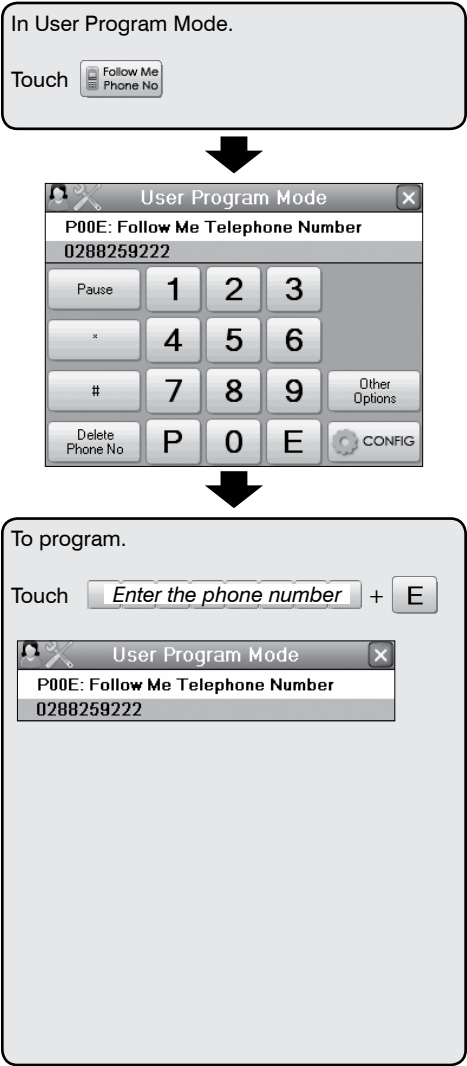 In User Program Mode.
Touch Follow Me
Phone No
User Program Mode
P00E: Follow Me Telephone Number
0288259222
Pause 1 2 3
* 4 5 6
# 7 8 9 Other
Options
Delete
Phone No P 0 E CONFIG
To program.
Touch Enter the phone number + E
User Program Mode
P00E: Follow Me Telephone Number
0288259222